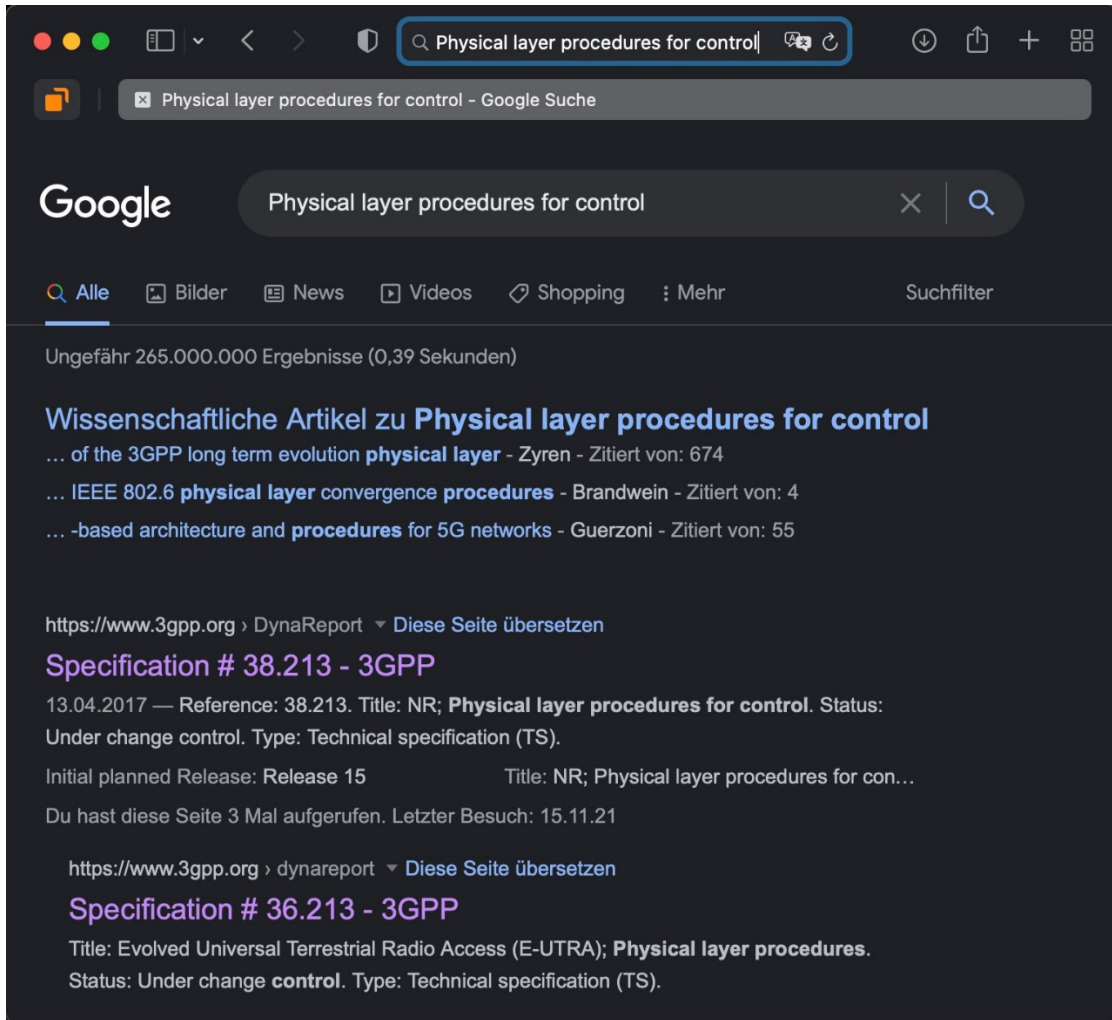 Physical layer procedures for control
Physical layer procedures for control - Google Suche
Google
Physical layer procedures for control
Alle Bilder News Videos Shopping Mehr Suchfilter
Ungefähr 265.000.000 Ergebnisse (0,39 Sekunden)
Wissenschaftliche Artikel zu Physical layer procedures for control
… of the 3GPP long term evolution physical layer - Zyren - Zitiert von: 674
… IEEE 802.6 physical layer convergence procedures - Brandwein - Zitiert von: 4
… -based architecture and procedures for 5G networks - Guerzoni - Zitiert von: 55
https://www.3gpp.org › DynaReport Diese Seite übersetzen
Specification # 38.213 - 3GPP
13.04.2017 — Reference: 38.213. Title: NR; Physical layer procedures for control. Status:
Under change control. Type: Technical specification (TS).
Initial planned Release: Release 15 Title: NR; Physical layer procedures for con...
Du hast diese Seite 3 Mal aufgerufen. Letzter Besuch: 15.11.21
https://www.3gpp.org › dynareport Diese Seite übersetzen
Specification # 36.213 - 3GPP
Title: Evolved Universal Terrestrial Radio Access (E-UTRA); Physical layer procedures.
Status: Under change control. Type: Technical specification (TS).